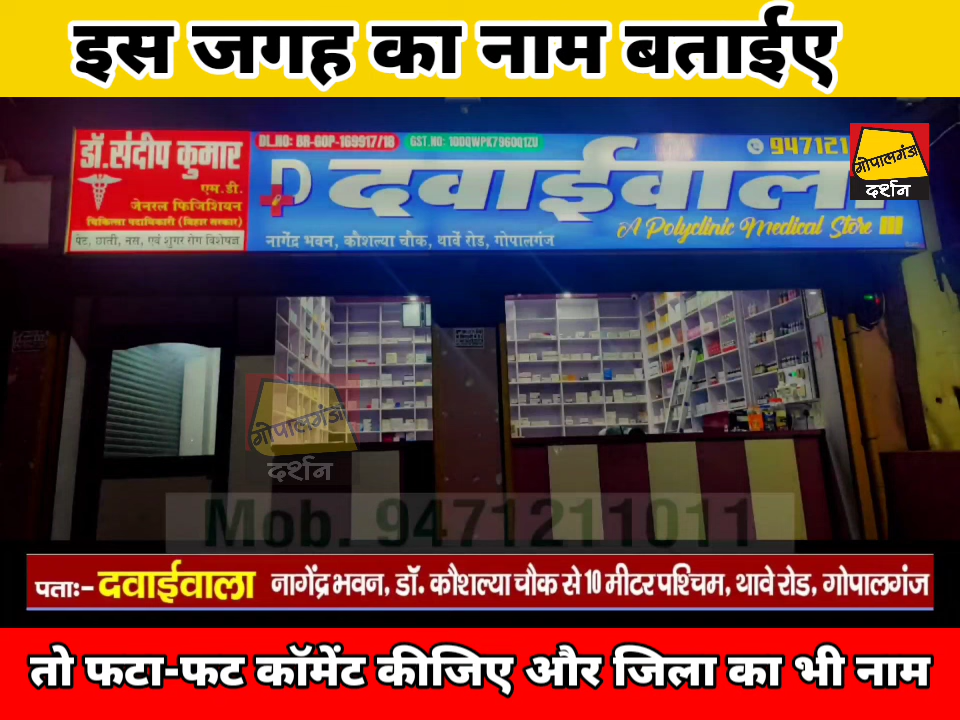 इस जगह का नाम बताईए
डॉ.संदीप कुमार
एम.डी.
जेनरल फिजिशियन
चिकित्सा पदाधिकारी (बिहार सरकार)
पेट, छाती, नस, एवं शुगर रोग विशेषज्ञ
DL.NO: BR-GOP-169917/18 GST.NO: 10DQWPK7960Q1ZU
947121
दवाईवाल
A Polyclinic Medical Store
नागेंद्र भवन, कौशल्या चौक, थावें रोड, गोपालगंज
गोपालगंज
दर्शन
गोपालगंज
दर्शन
Mob. 9471211011
पताः- दवाईवाला नागेंद्र भवन, डॉ. कौशल्या चौक से 10 मीटर पश्चिम, थावे रोड, गोपालगंज
तो फटा-फट कॉमेंट कीजिए और जिला का भी नाम